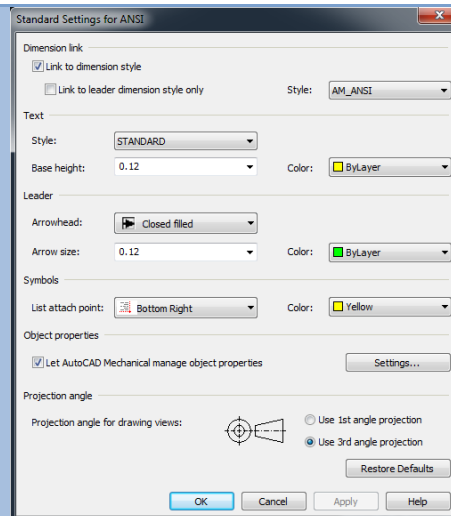 Standard Settings for ANSI
Dimension link
Link to dimension style
Link to leader dimension style only Style: AM_ANSI
Text
Style: STANDARD
Base height: 0.12 Color: ByLayer
Leader
Arrowhead: Closed filled
Arrow size: 0.12 Color: ByLayer
Symbols
List attach point: Bottom Right Color: Yellow
Object properties
Let AutoCAD Mechanical manage object properties Settings...
Projection angle
Projection angle for drawing views: Use 1st angle projection
Use 3rd angle projection
Restore Defaults
OK Cancel Apply Help